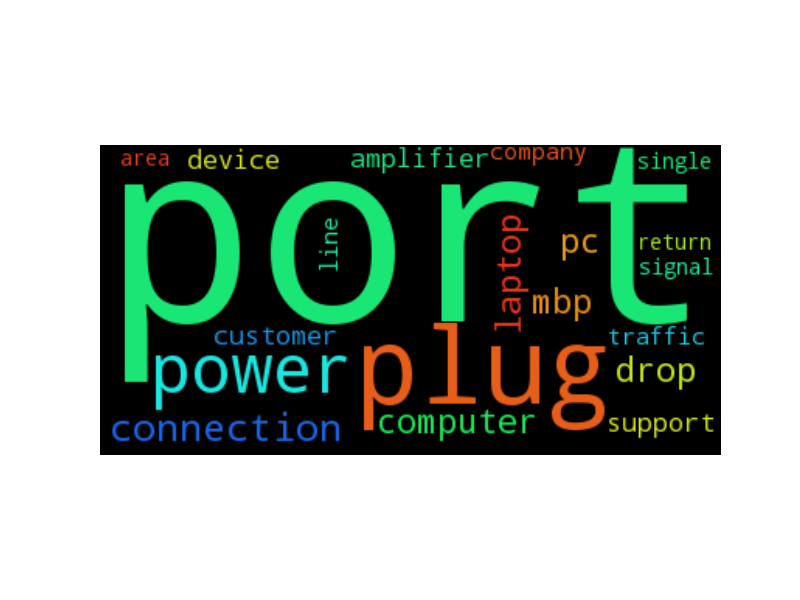 area
device
amplifier
company
single
port
line
laptop
pc
return
signal
mbp
customer
traffic
power
plug
drop
connection
computer
support